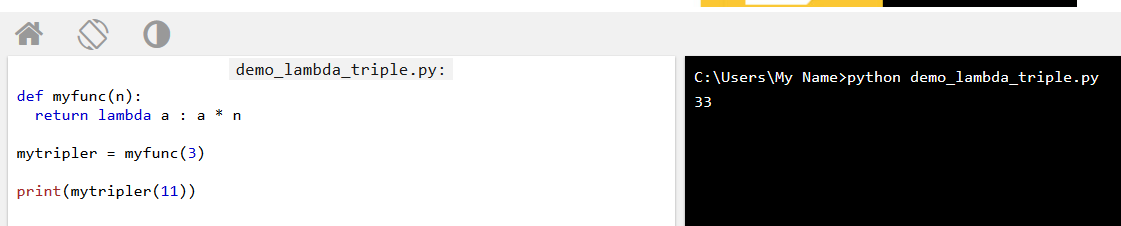 demo_lambda_triple.py:
def myfunc(n):
  return lambda a : a * n
mytripler = myfunc(3)
print(mytripler(11))
C:\Users\My Name>python demo_lambda_triple.py
33